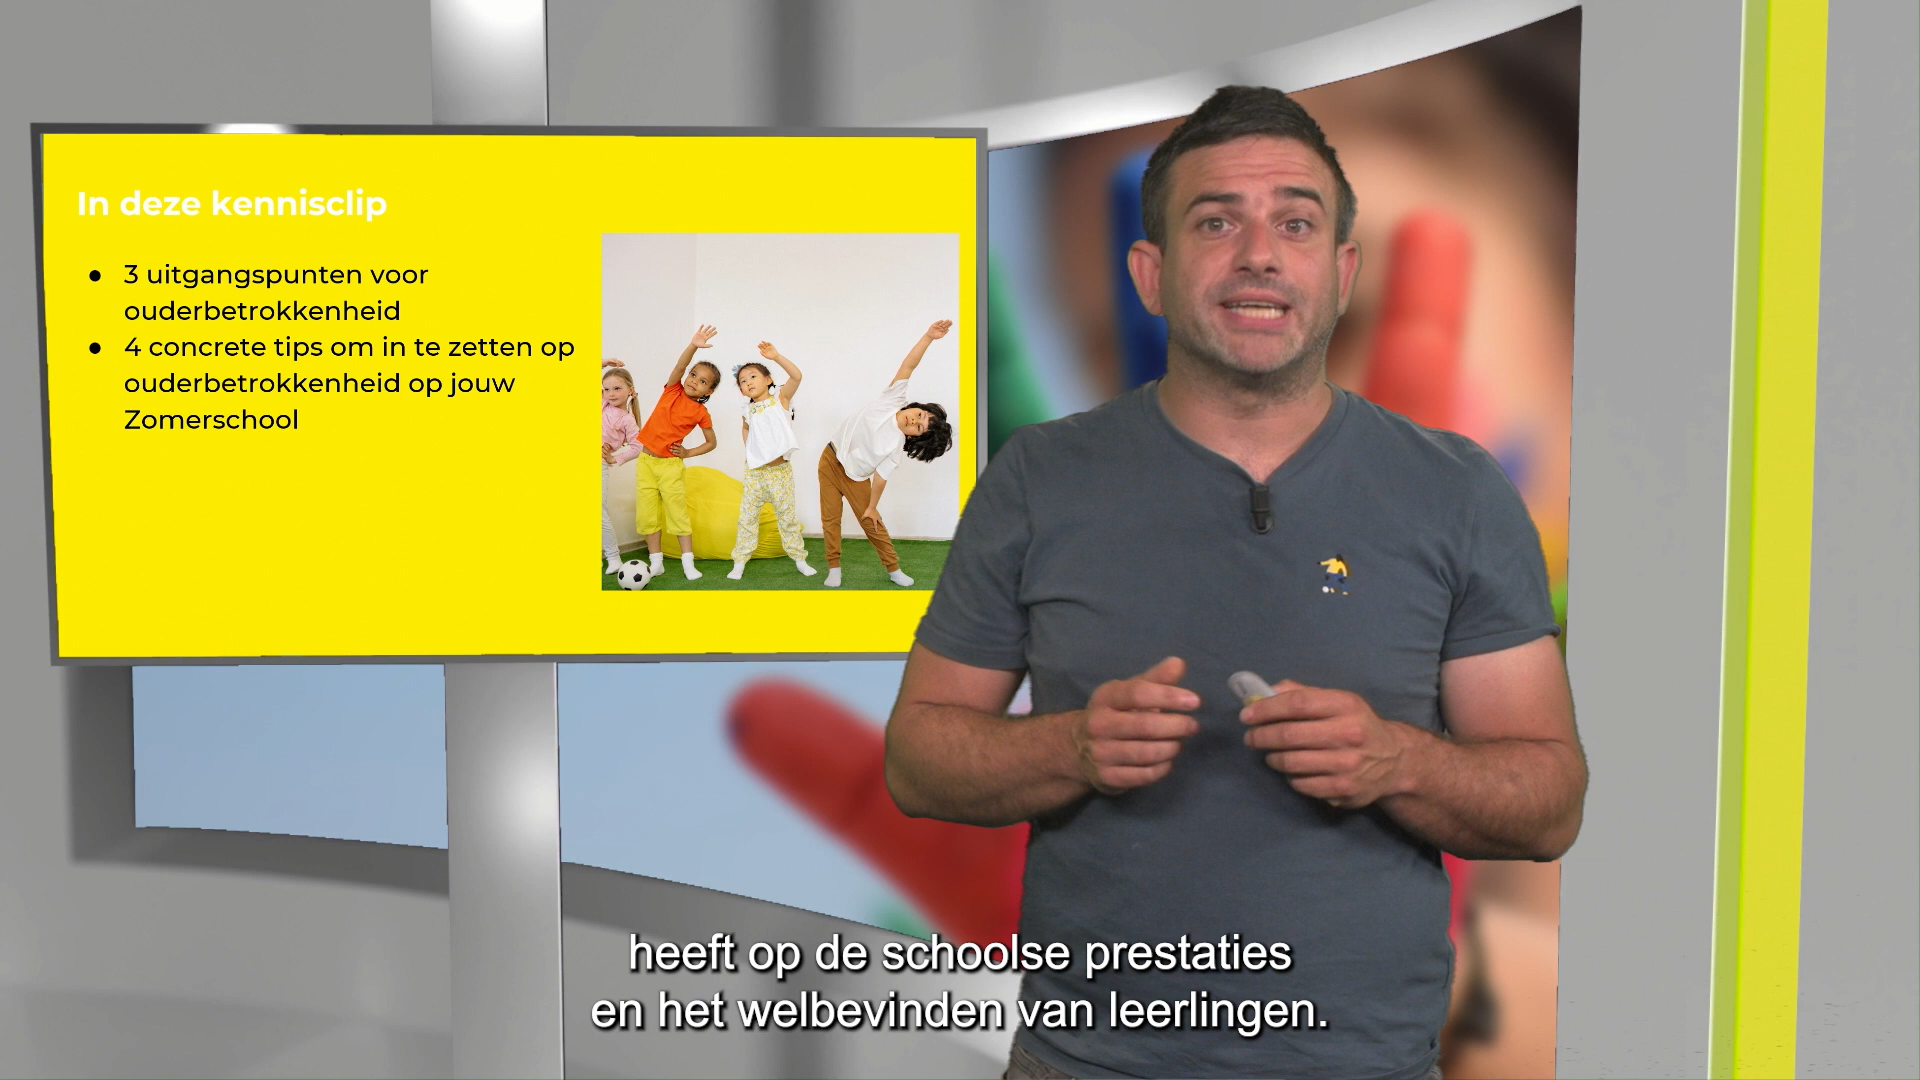 In deze kennisclip
● 3 uitgangspunten voor
ouderbetrokkenheid
● 4 concrete tips om in te zetten op
ouderbetrokkenheid op jouw
Zomerschool
heeft op de schoolse prestaties
en het welbevinden van leerlingen.